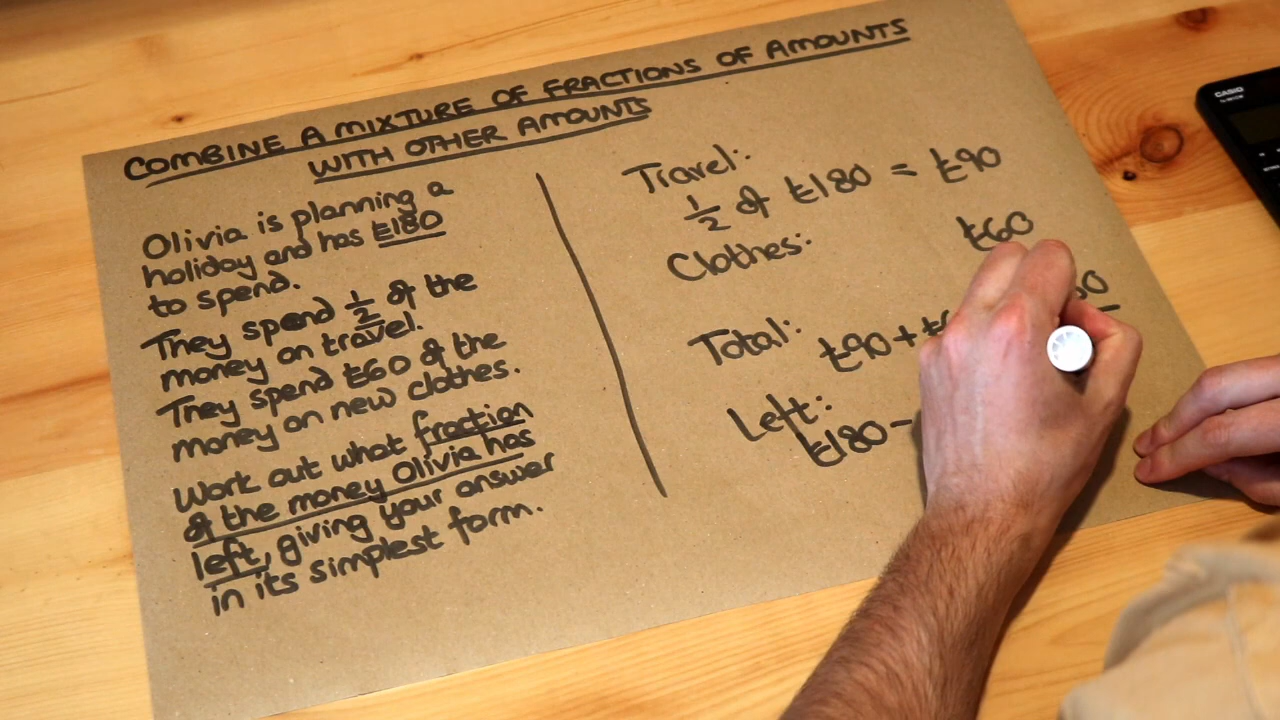 COMBINE A MIXTURE OF FRACTIONS OF AMOUNTS
WITH OTHER AMOUNTS
Olivia is planning a
holiday and has £180
to spend.
They spend 1/2 of the
money on travel.
They spend £60 of the
money on new clothes.
Work out what fraction
of the money Olivia has
left, giving your answer
in its simplest form.
Travel:
1/2 of £180 = £90
Clothes: £60
Total:
£90 +
Left:
£180 -
CASIO